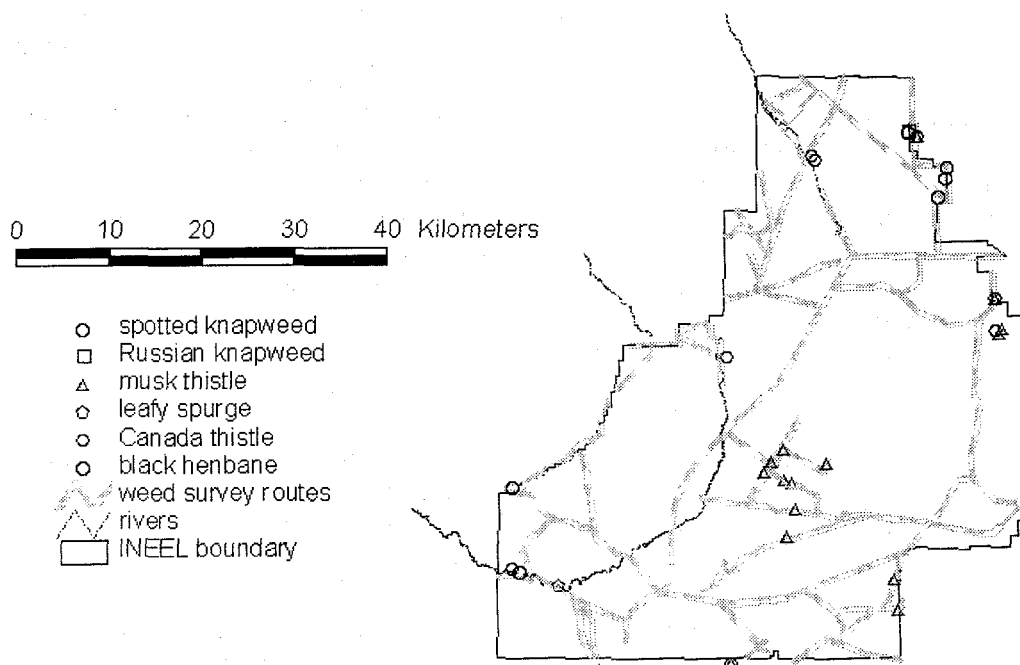 0 10 20 30 40 Kilometers
spotted knapweed
Russian knapweed
musk thistle
leafy spurge
Canada thistle
black henbane
weed survey routes
rivers
INEEL boundary